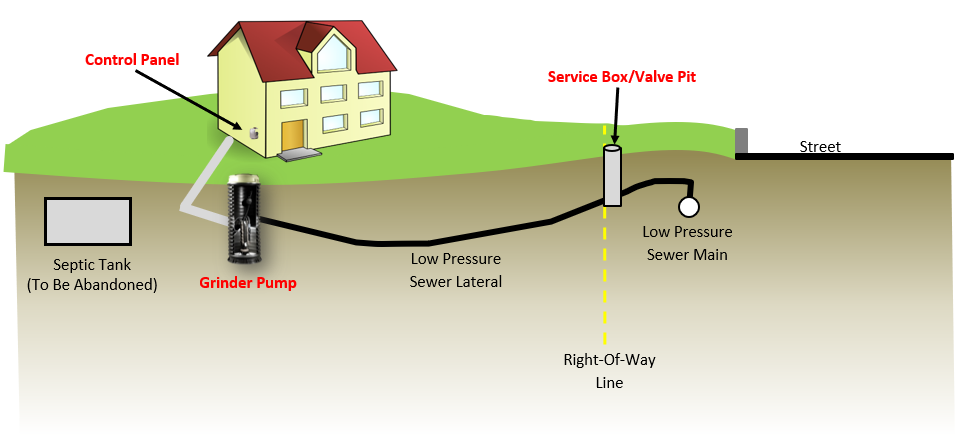 Control Panel
Service Box/Valve Pit
Street
Low Pressure
Sewer Main
Low Pressure
Sewer Lateral
Septic Tank
(To Be Abandoned)
Grinder Pump
Right-Of-Way
Line